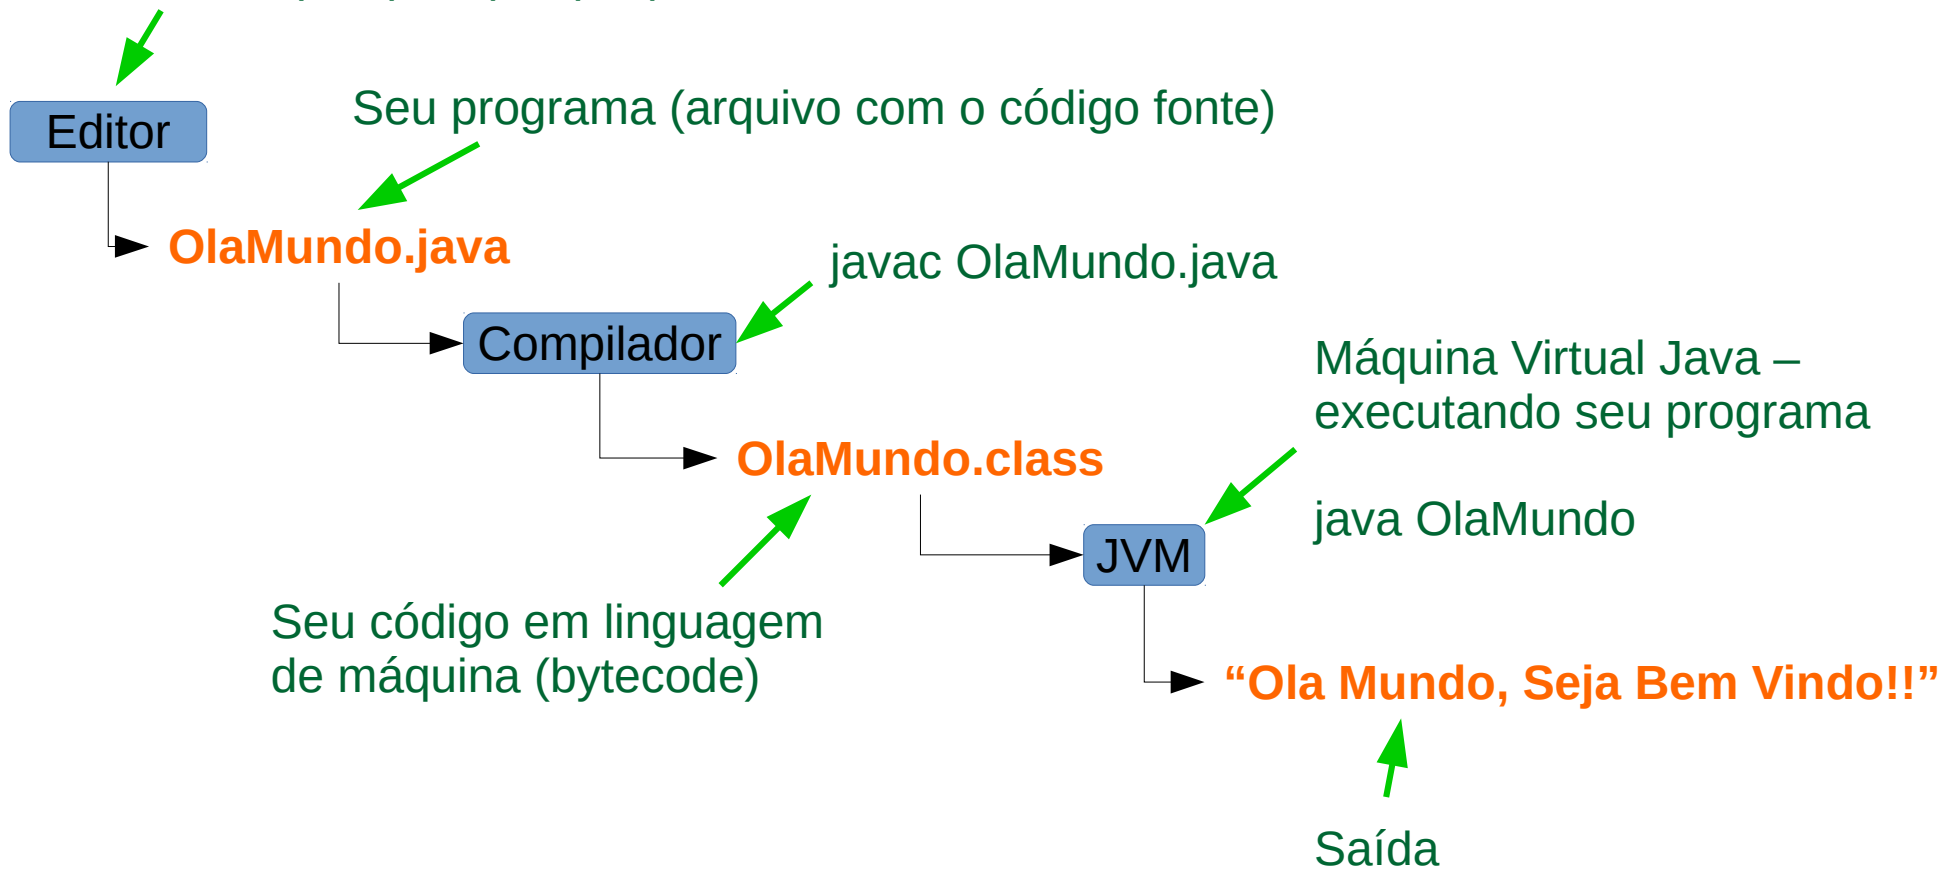 Editor
Seu programa (arquivo com o código fonte)
OlaMundo.java
javac OlaMundo.java
Compilador
Máquina Virtual Java –
executando seu programa
OlaMundo.class
java OlaMundo
JVM
Seu código em linguagem
de máquina (bytecode)
“Ola Mundo, Seja Bem Vindo!!”
Saída